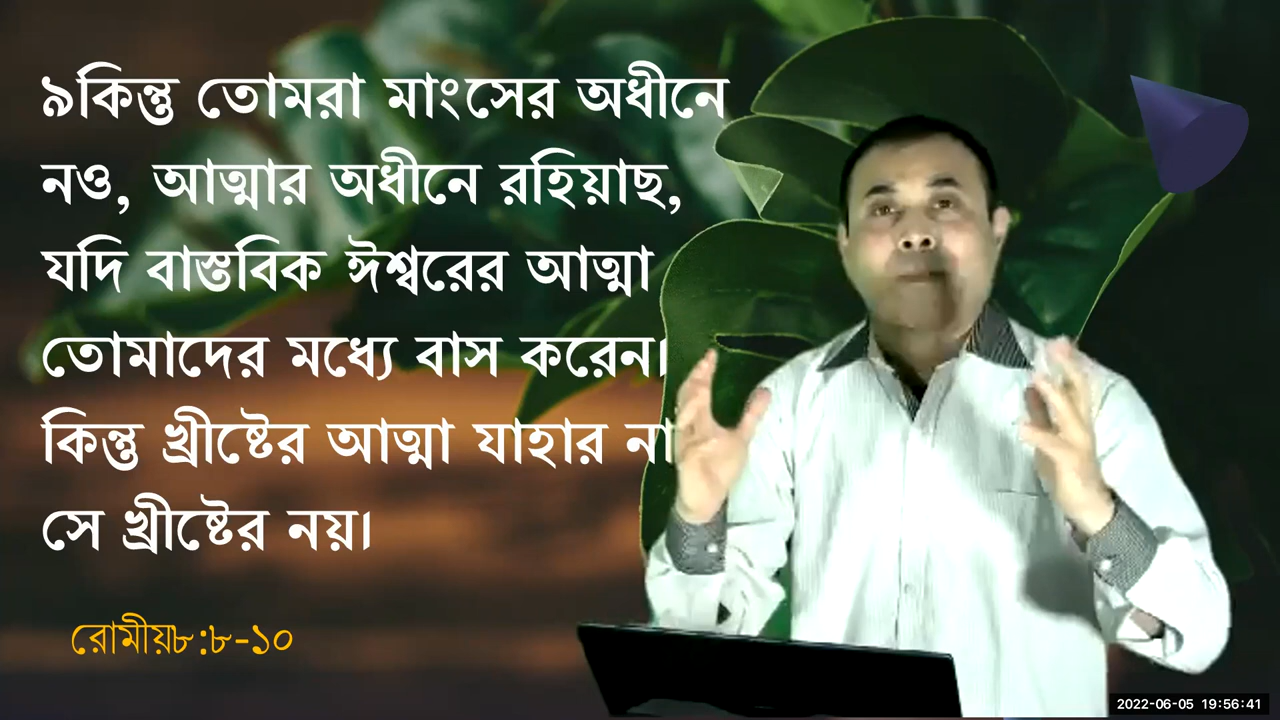 ৯কিন্তু তোমরা মাংসের অধীনে
নও, আত্মার অধীনে রহিয়াছ,
যদি বাস্তবিক ঈশ্বরের আত্মা
তোমাদের মধ্যে বাস করেন।
কিন্তু খ্রীষ্টের আত্মা যাহার না
সে খ্রীষ্টের নয়।
রোমীয়৮:৮-১০
2022-06-05 19:56:41